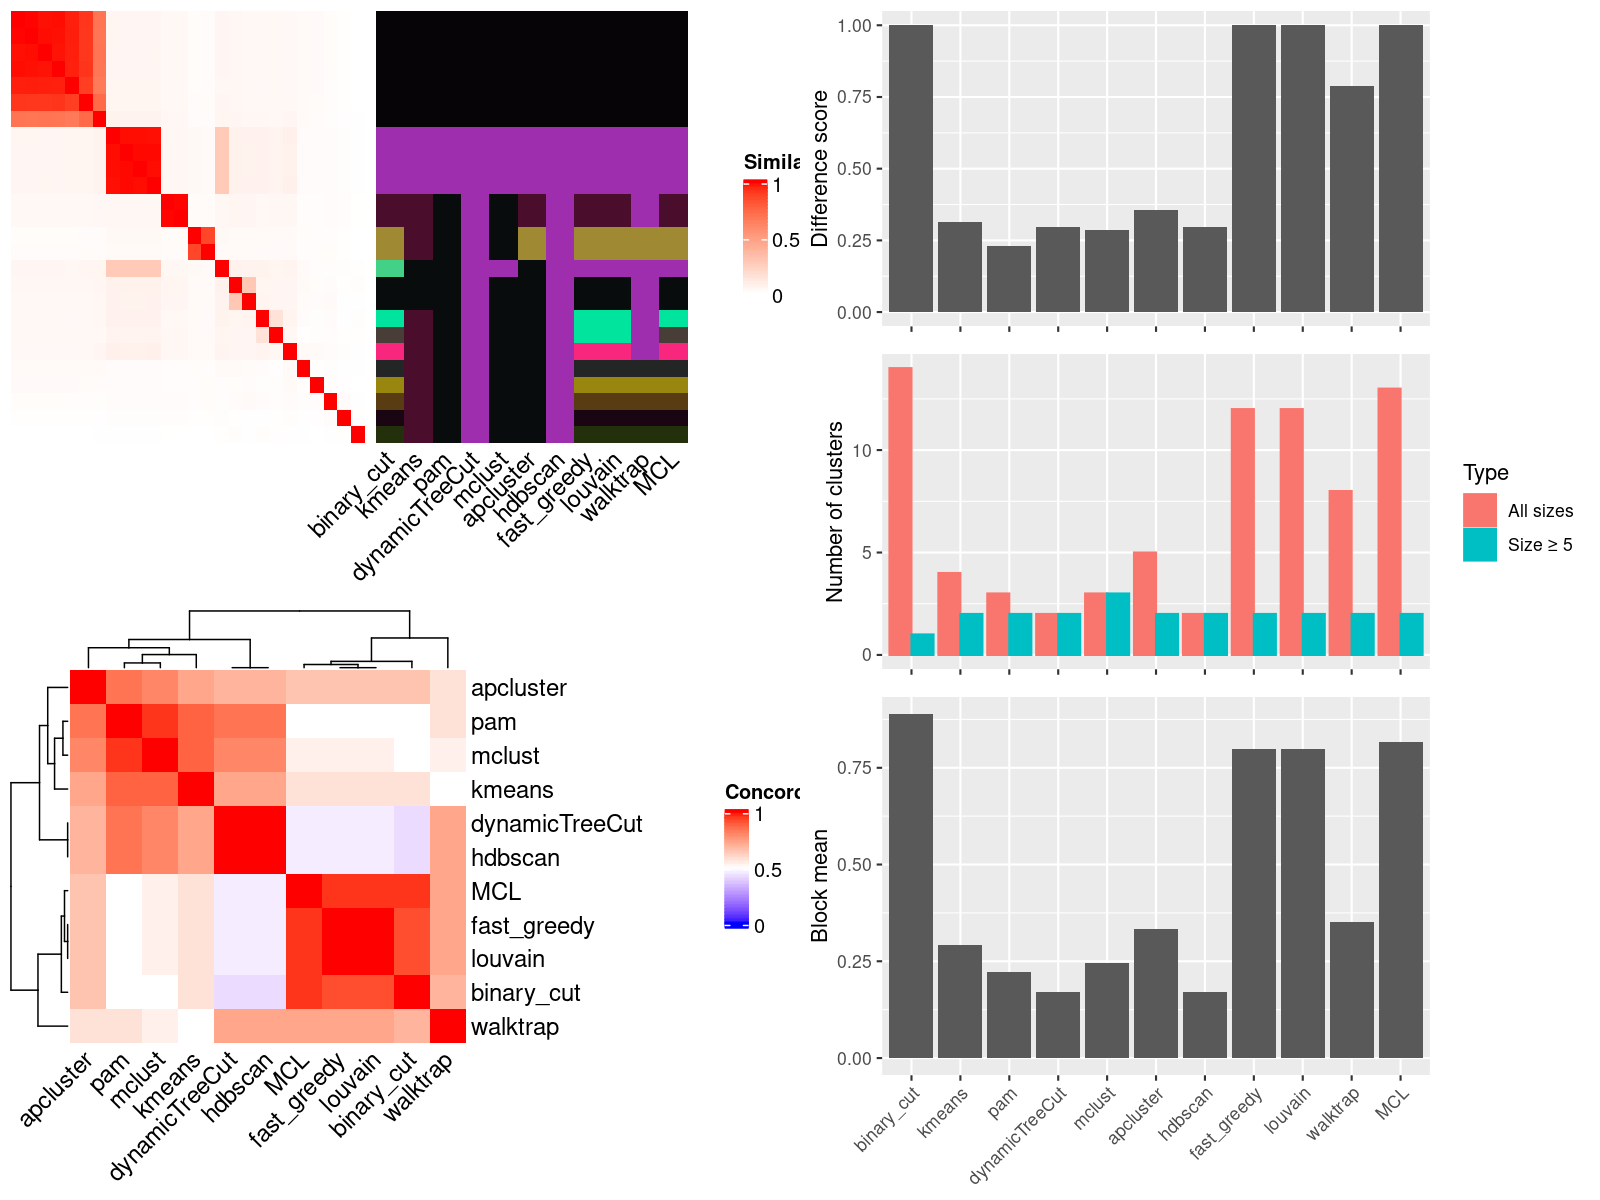 Simila
1
0.5
0
binary_cut
kmeans
pam
dynamicTreeCut
mclust
apcluster
hdbscan
fast_greedy
louvain
walktrap
MCL
apcluster
pam
mclust
kmeans
dynamicTreeCut
hdbscan
MCL
fast_greedy
louvain
binary_cut
walktrap
apcluster
pam
mclust
kmeans
dynamicTreeCut
hdbscan
MCL
fast_greedy
louvain
binary_cut
walktrap
Concord
1
0.5
0
Difference score
1.00
0.75
0.50
0.25
0.00
Number of clusters
10
5
0
Type
All sizes
Size ≥ 5
Block mean
0.75
0.50
0.25
0.00
binary_cut
kmeans
pam
dynamicTreeCut
mclust
apcluster
hdbscan
fast_greedy
louvain
walktrap
MCL